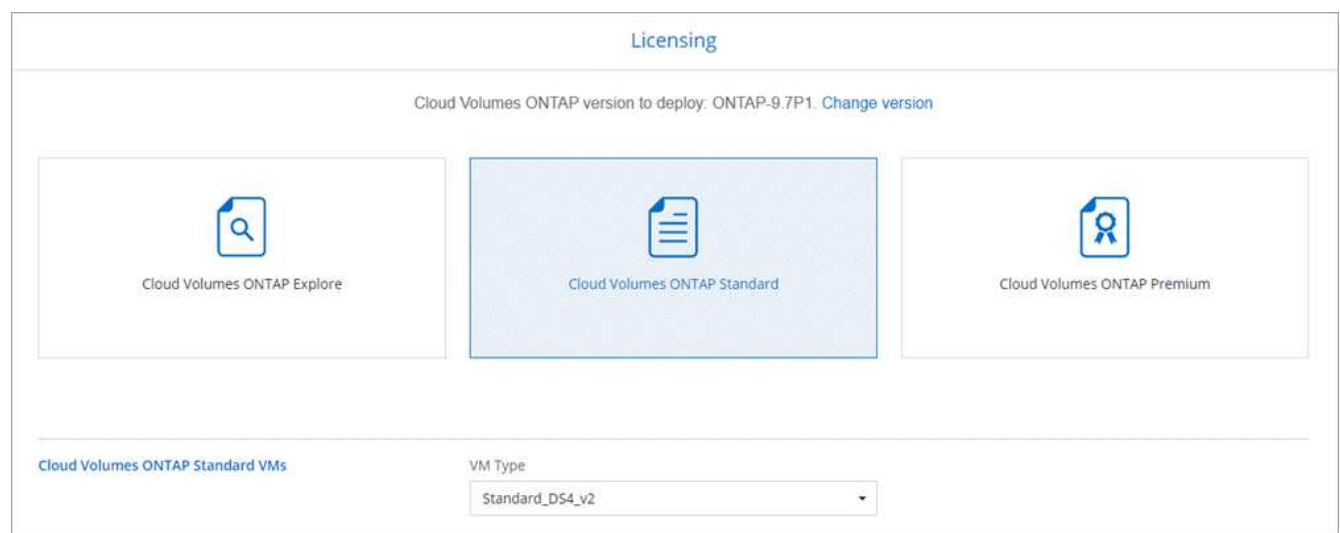 Licensing
Cloud Volumes ONTAP version to deploy: ONTAP-9.7P1. Change version
Cloud Volumes ONTAP Explore
Cloud Volumes ONTAP Standard
Cloud Volumes ONTAP Premium
Cloud Volumes ONTAP Standard VMs
VM Type
Standard_DS4_v2